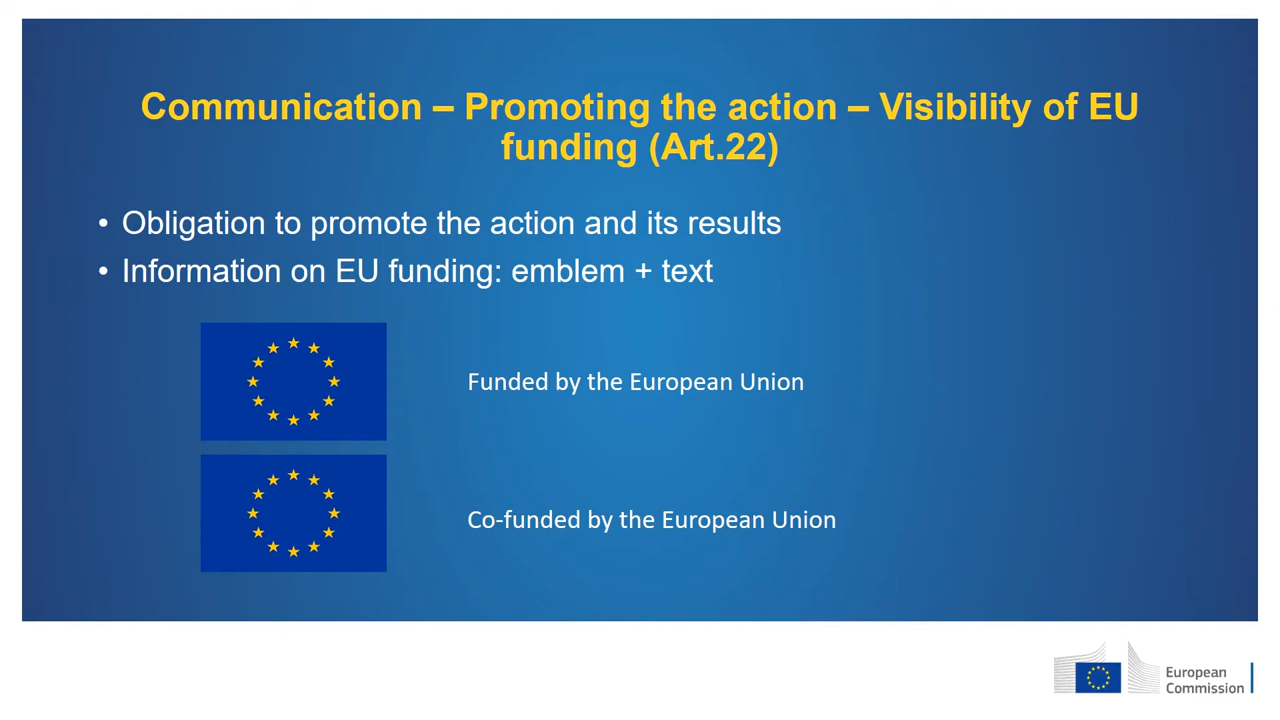 Communication – Promoting the action – Visibility of EU
funding (Art.22)
• Obligation to promote the action and its results
• Information on EU funding: emblem + text
Funded by the European Union
Co-funded by the European Union
European
Commission